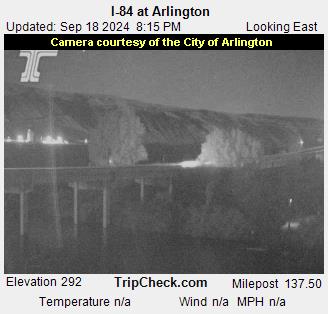 I-84 at Arlington
Updated: Sep 18 2024 8:15 PM Looking East
Camera courtesy of the City of Arlington
Elevation 292 TripCheck.com Milepost 137.50
Temperature n/a Wind n/a MPH n/a